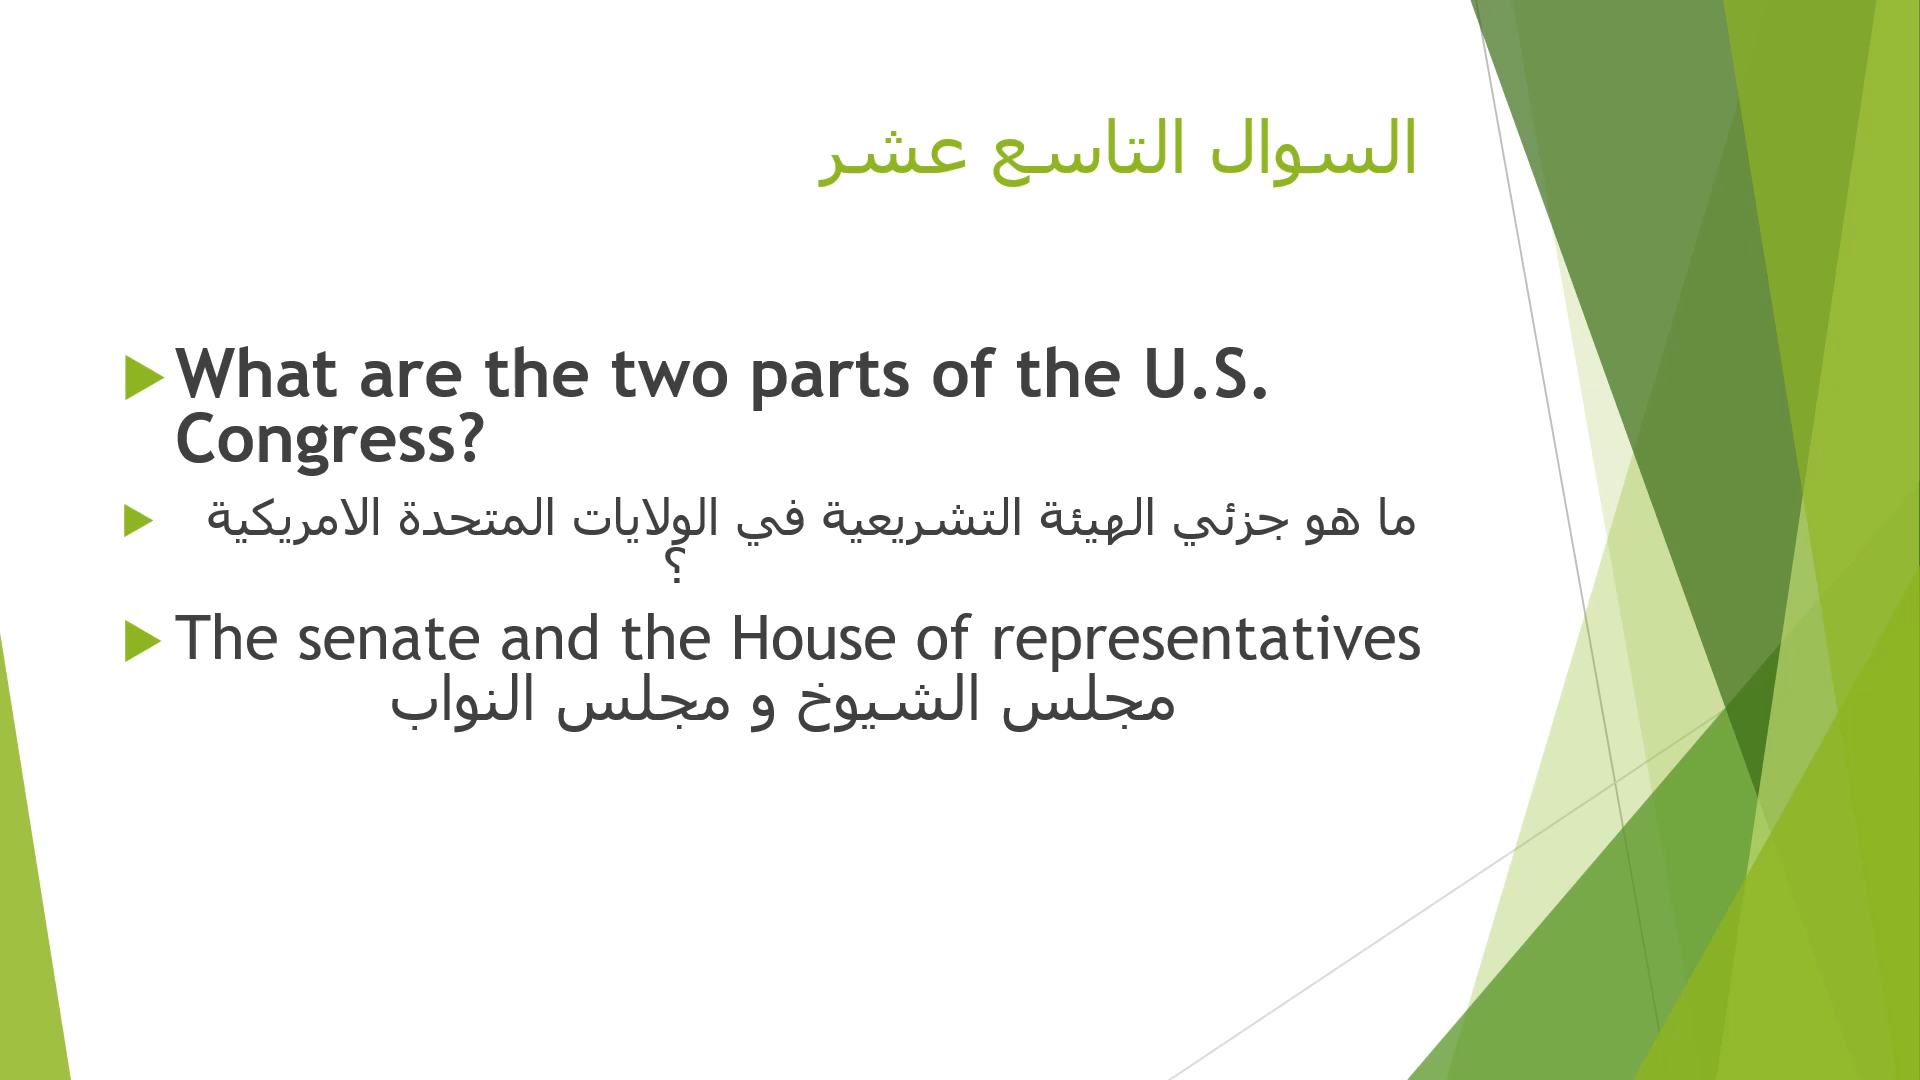 السوال التاسع عشر
What are the two parts of the U.S.
Congress?
ما هو جزئي الهيئة التشريعية في الولايات المتحدة الامريكية
؟
The senate and the House of representatives
مجلس الشيوخ و مجلس النواب